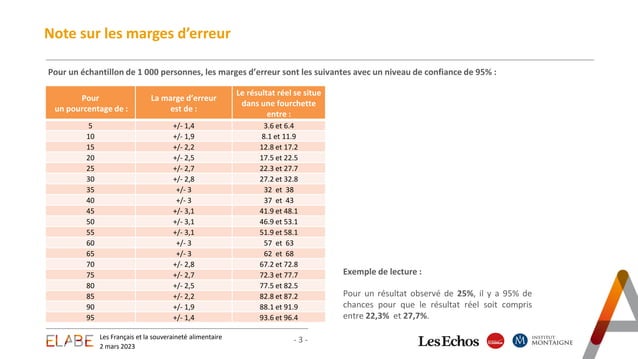 Note sur les marges d’erreur
Pour un échantillon de 1 000 personnes, les marges d’erreur sont les suivantes avec un niveau de confiance de 95% :
Pour un pourcentage de : La marge d’erreur est de : Le résultat réel se situe dans une fourchette entre :
5 +/- 1,4 3.6 et 6.4
10 +/- 1,9 8.1 et 11.9
15 +/- 2,2 12.8 et 17.2
20 +/- 2,5 17.5 et 22.5
25 +/- 2,7 22.3 et 27.7
30 +/- 2,8 27.2 et 32.8
35 +/- 3 32 et 38
40 +/- 3 37 et 43
45 +/- 3,1 41.9 et 48.1
50 +/- 3,1 46.9 et 53.1
55 +/- 3,1 51.9 et 58.1
60 +/- 3 57 et 63
65 +/- 3 62 et 68
70 +/- 2,8 67.2 et 72.8
75 +/- 2,7 72.3 et 77.7
80 +/- 2,5 77.5 et 82.5
85 +/- 2,2 82.8 et 87.2
90 +/- 1,9 88.1 et 91.9
95 +/- 1,4 93.6 et 96.4
Exemple de lecture :
Pour un résultat observé de 25%, il y a 95% de
chances pour que le résultat réel soit compris
entre 22,3% et 27,7%.
ELABE
Les Français et la souveraineté alimentaire
2 mars 2023
- 3 -
Les Echos
INSTITUT
MONTAIGNE